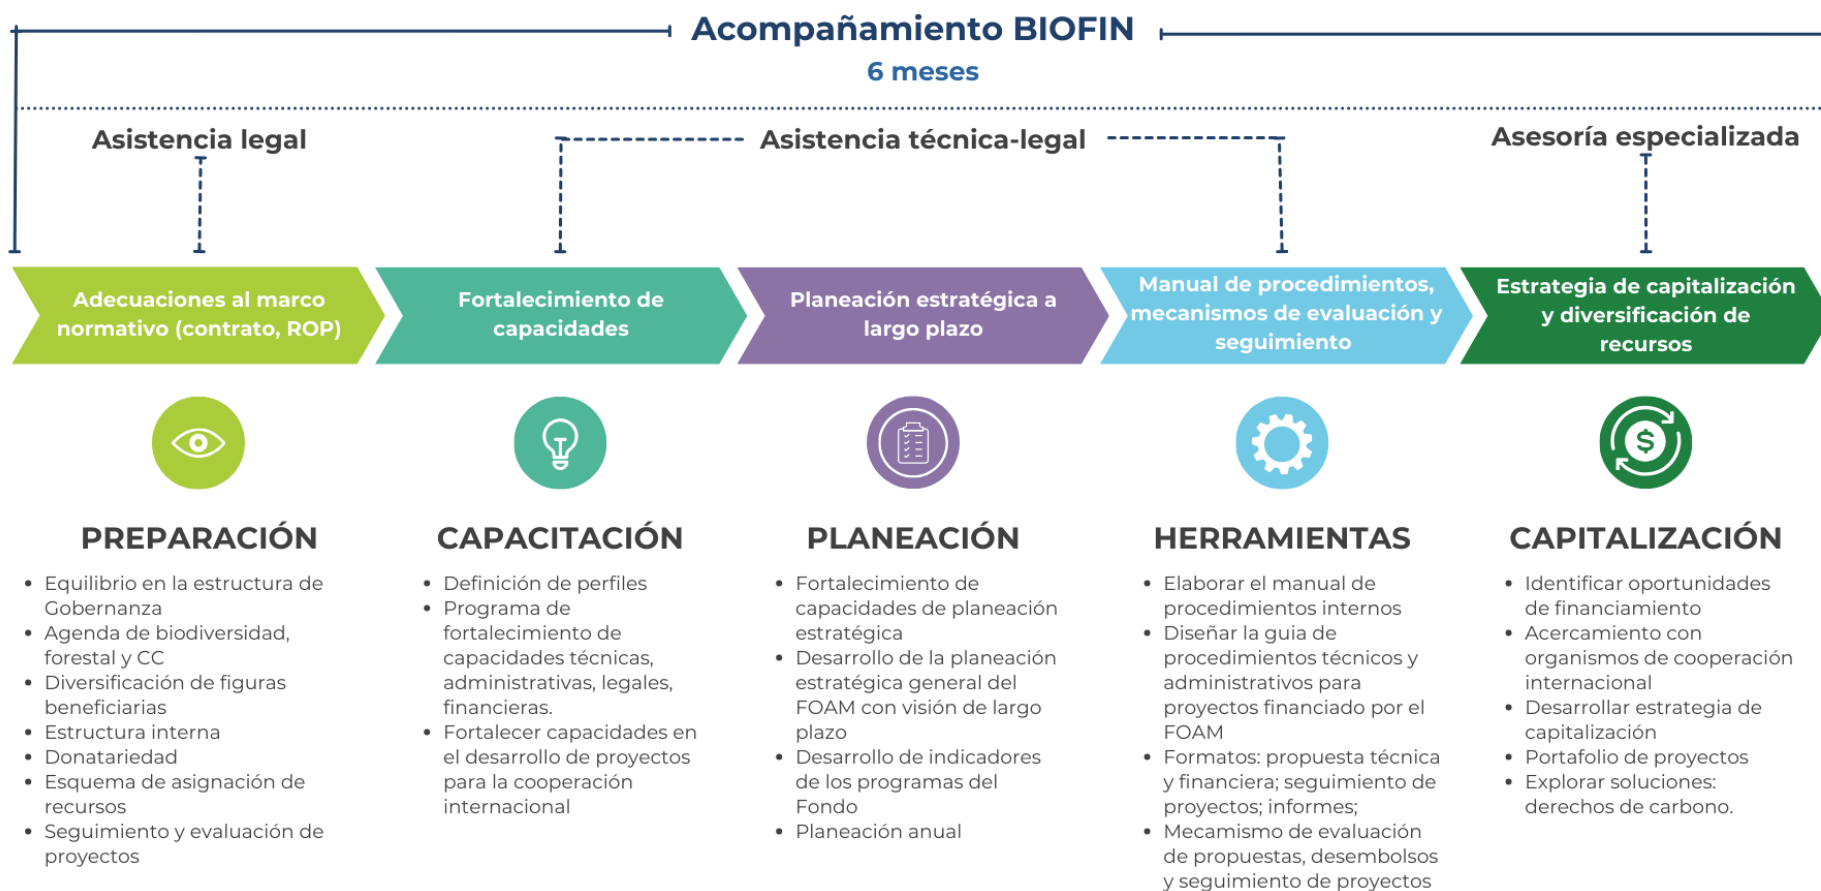 Acompañamiento BIOFIN
6 meses
Asistencia legal
Asistencia técnica-legal
Asesoría especializada
Adecuaciones al marco
normativo (contrato, ROP)
Fortalecimiento de
capacidades
Planeación estratégica a
largo plazo
Manual de procedimientos,
mecanismos de evaluación y
seguimiento
Estrategia de capitalización
y diversificación de
recursos
$
PREPARACIÓN
• Equilibrio en la estructura de
Gobernanza
• Agenda de biodiversidad,
forestal y CC
• Diversificación de figuras
beneficiarias
• Estructura interna
• Donatariedad
• Esquema de asignación de
recursos
• Seguimiento y evaluación de
proyectos
CAPACITACIÓN
• Definición de perfiles
• Programa de
fortalecimiento de
capacidades técnicas,
administrativas, legales,
financieras.
• Fortalecer capacidades en
el desarrollo de proyectos
para la cooperación
internacional
PLANEACIÓN
• Fortalecimiento de
capacidades de planeación
estratégica
• Desarrollo de la planeación
estratégica general del
FOAM con visión de largo
plazo
• Desarrollo de indicadores
de los programas del
Fondo
• Planeación anual
HERRAMIENTAS
• Elaborar el manual de
procedimientos internos
• Diseñar la guia de
procedimientos técnicos y
administrativos para
proyectos financiado por el
FOAM
• Formatos: propuesta técnica
y financiera; seguimiento de
proyectos; informes;
• Mecamismo de evaluación
de propuestas, desembolsos
y seguimiento de proyectos
CAPITALIZACIÓN
• Identificar oportunidades
de financiamiento
• Acercamiento con
organismos de cooperación
internacional
• Desarrollar estrategia de
capitalización
• Portafolio de proyectos
• Explorar soluciones:
derechos de carbono.